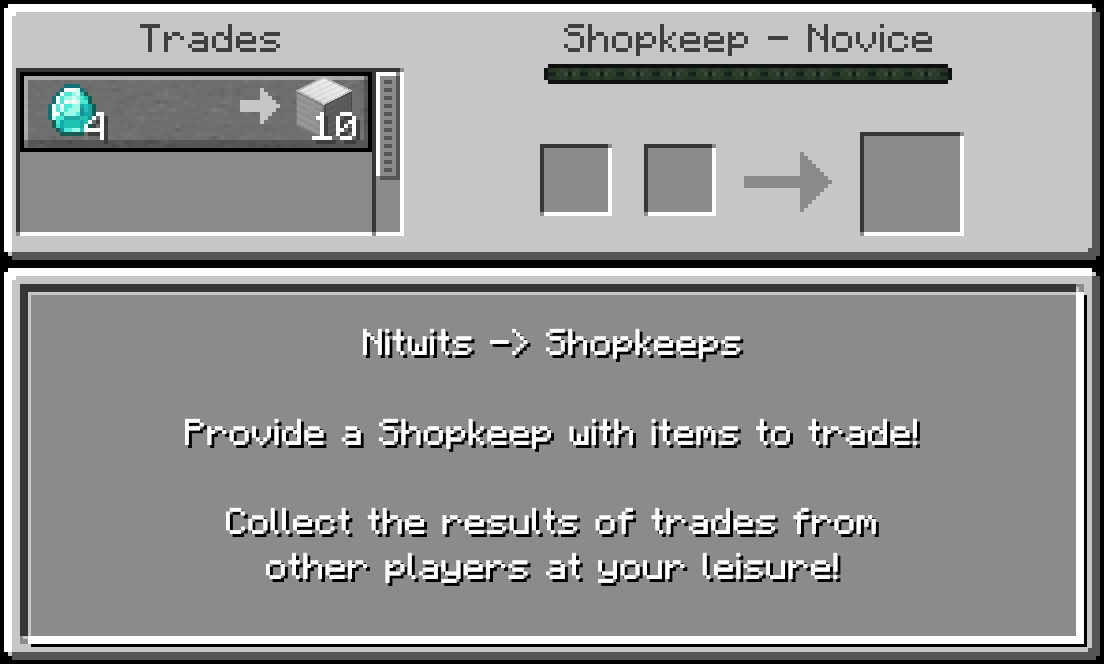 Trades
Shopkeep - Novice
4
10
Nitwits -> Shopkeeps
Provide a Shopkeep with items to trade!
Collect the results of trades from
other players at your leisure!